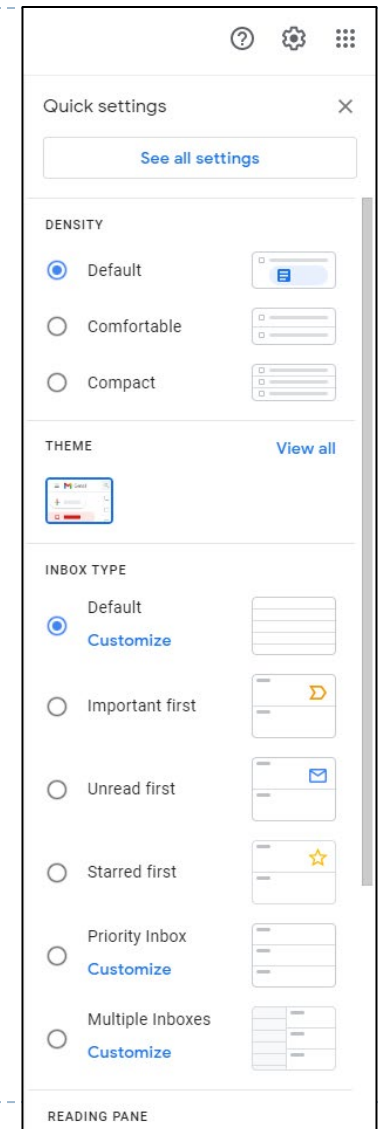 Quick settings
See all settings
DENSITY
Default
Comfortable
Compact
THEME
View all
INBOX TYPE
Default
Customize
Important first
Unread first
Starred first
Priority Inbox
Customize
Multiple Inboxes
Customize
READING PANE